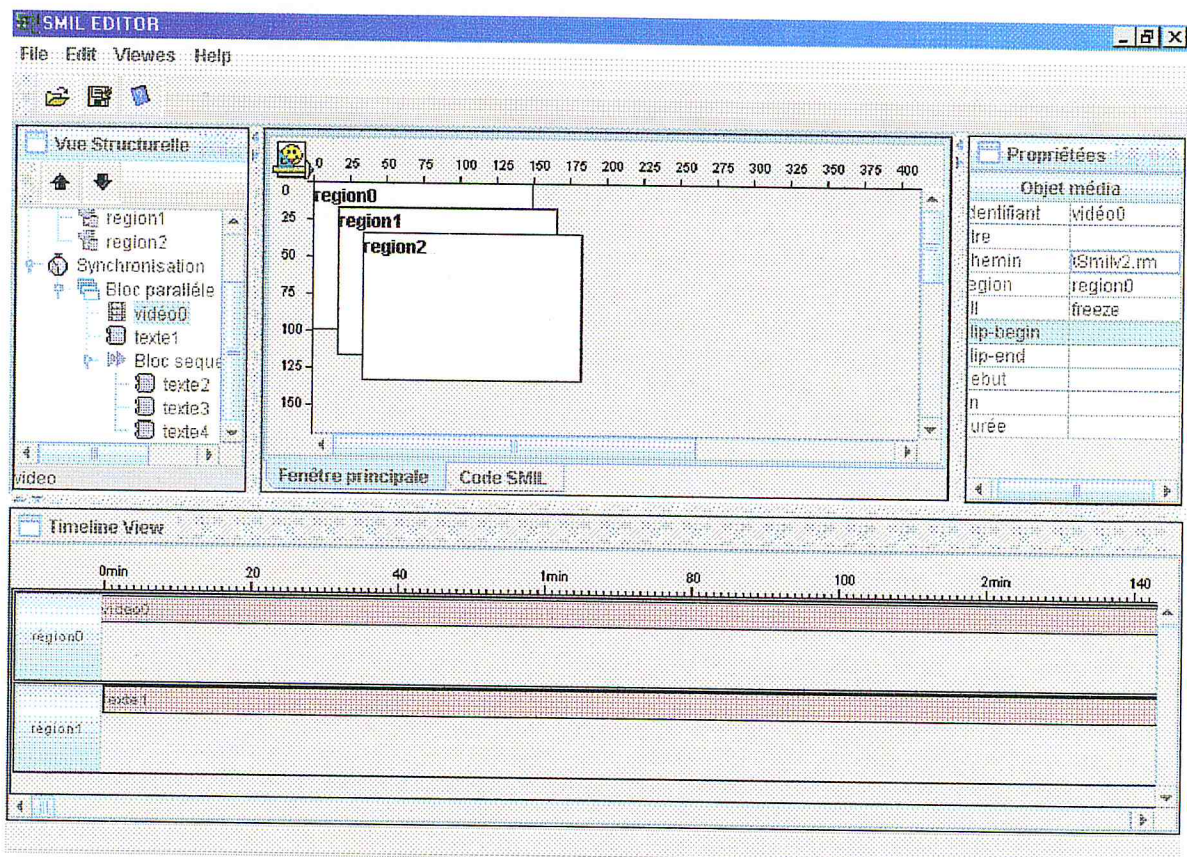 SMIL EDITOR
File Edit Viewes Help
Vue Structurelle
region1
region2
Synchronisation
Bloc paralléle
vidéo0
texte1
Bloc seque
texte2
texte3
texte4
video
0 25 50 75 100 125 150 175 200 225 250 275 300 325 350 375 400
0
25
50
75
100
125
150
region0
region1
region2
Fenêtre principale Code SMIL
Propriétées
Objet média
dentifiant vidéo0
tre
hemin \Smilv2.rm
egion region0
ll freeze
lip-begin
lip-end
ebut
n
urée
Timeline View
0min 20 40 1min 80 100 2min 140
region0
video0
region1
texte1